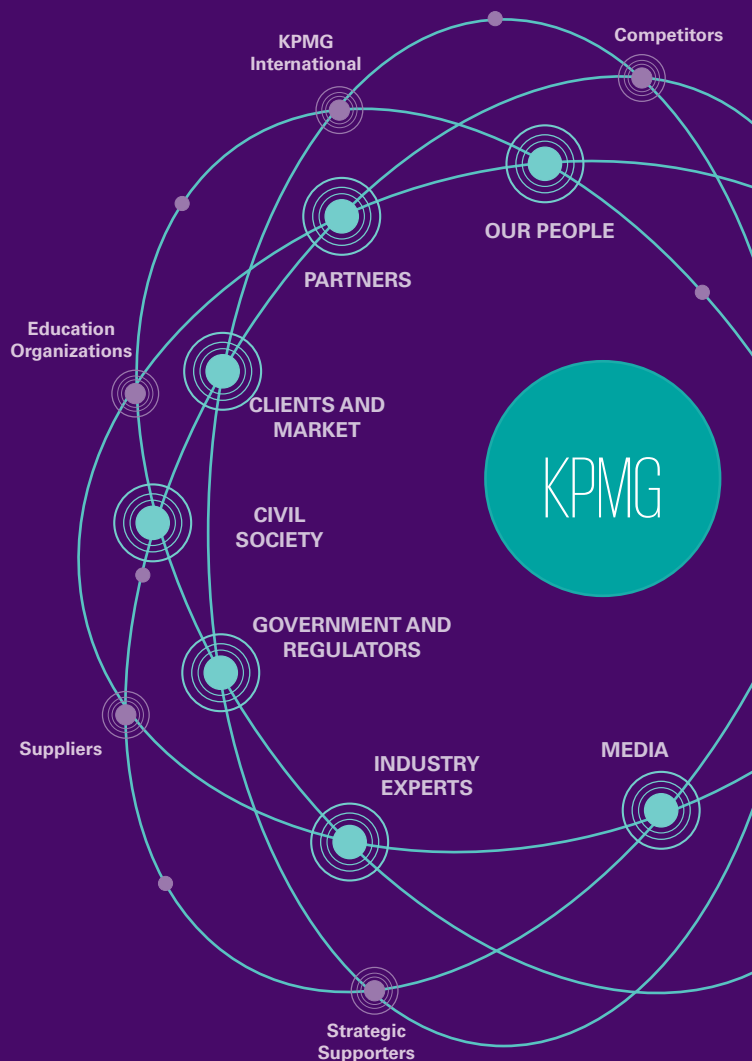 KPMG
International
Competitors
OUR PEOPLE
PARTNERS
Education
Organizations
CLIENTS AND
MARKET
KPMG
CIVIL
SOCIETY
GOVERNMENT AND
REGULATORS
Suppliers
INDUSTRY
EXPERTS
MEDIA
Strategic
Supporters